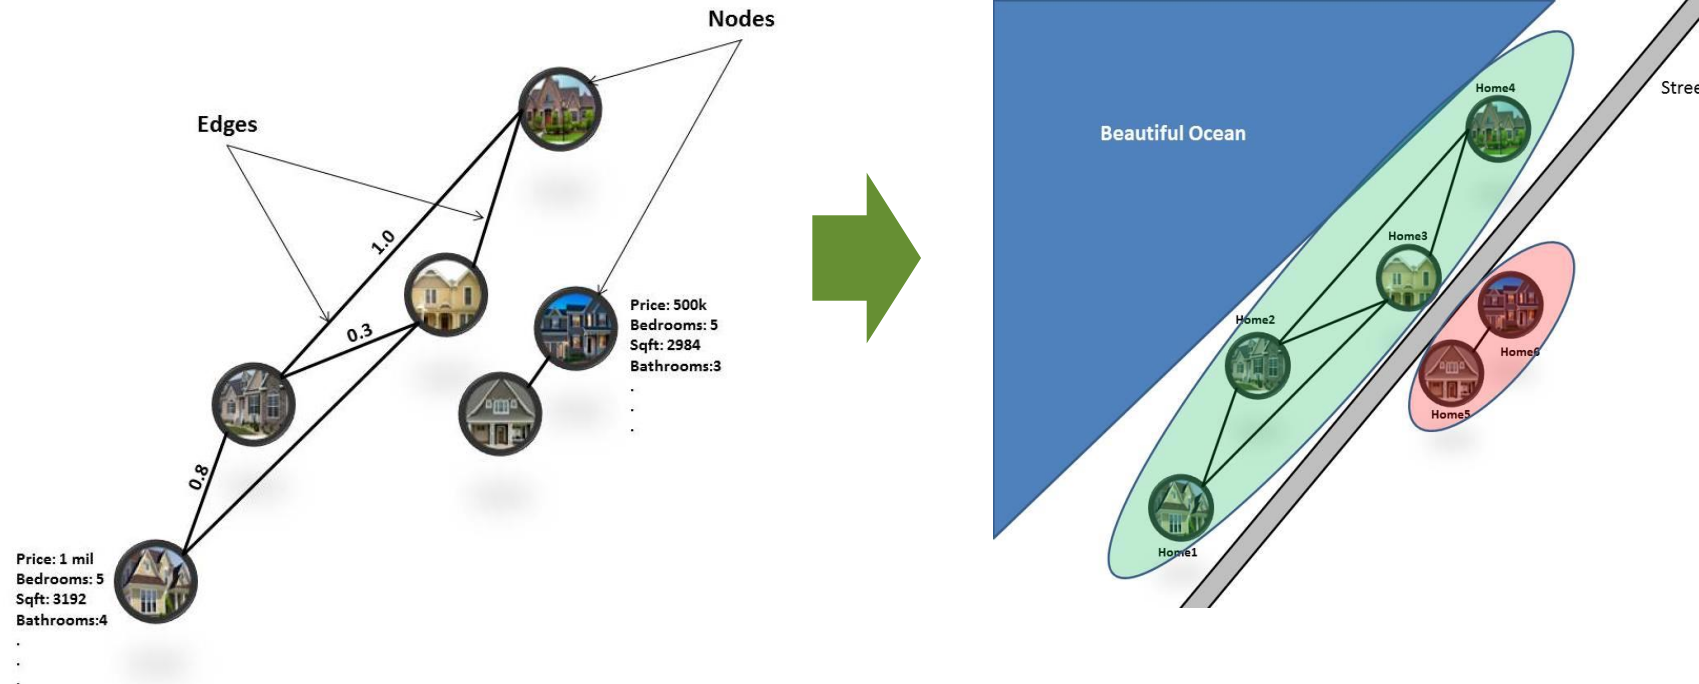 Nodes
Edges
1.0
0.3
0.8
Price: 500k
Bedrooms: 5
Sqft: 2984
Bathrooms:3
.
.
.
Price: 1 mil
Bedrooms: 5
Sqft: 3192
Bathrooms:4
.
.
.
Beautiful Ocean
Home4
Stree
Home3
Home2
Home6
Home5
Home1